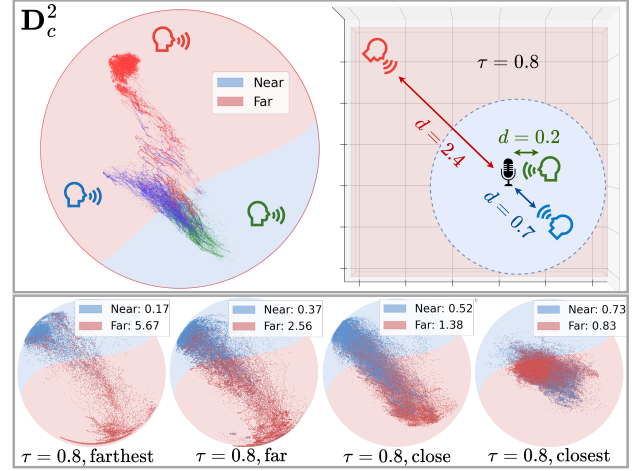 D_c^2
Near
Far
τ = 0.8
d = 2.4
d = 0.2
d = 0.7
Near: 0.17
Far: 5.67
Near: 0.37
Far: 2.56
Near: 0.52
Far: 1.38
Near: 0.73
Far: 0.83
τ = 0.8, farthest
τ = 0.8, far
τ = 0.8, close
τ = 0.8, closest